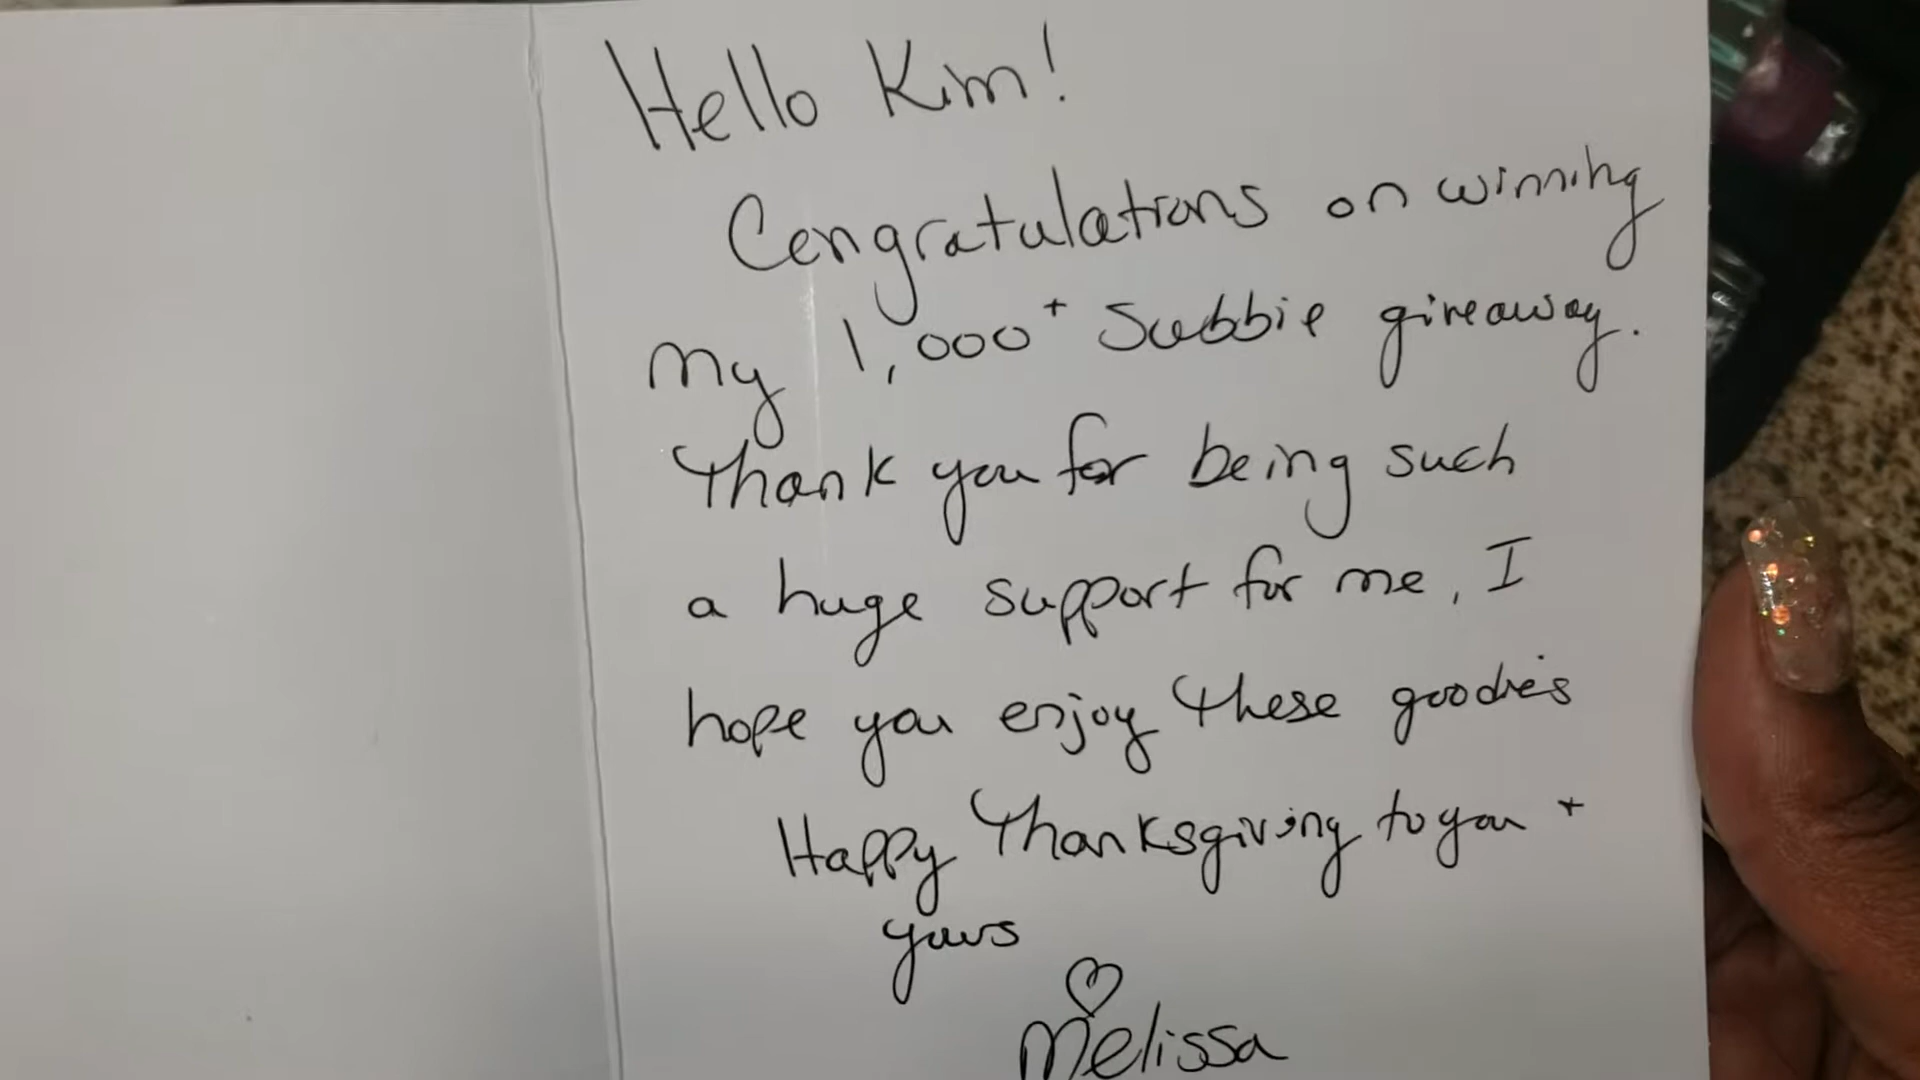 Hello Kim!
Congratulations on winning
my 1,000+ Subbie giveaway.
Thank you for being such
a huge support for me, I
hope you enjoy these goodies
Happy Thanksgiving to you +
yours
♡
Melissa